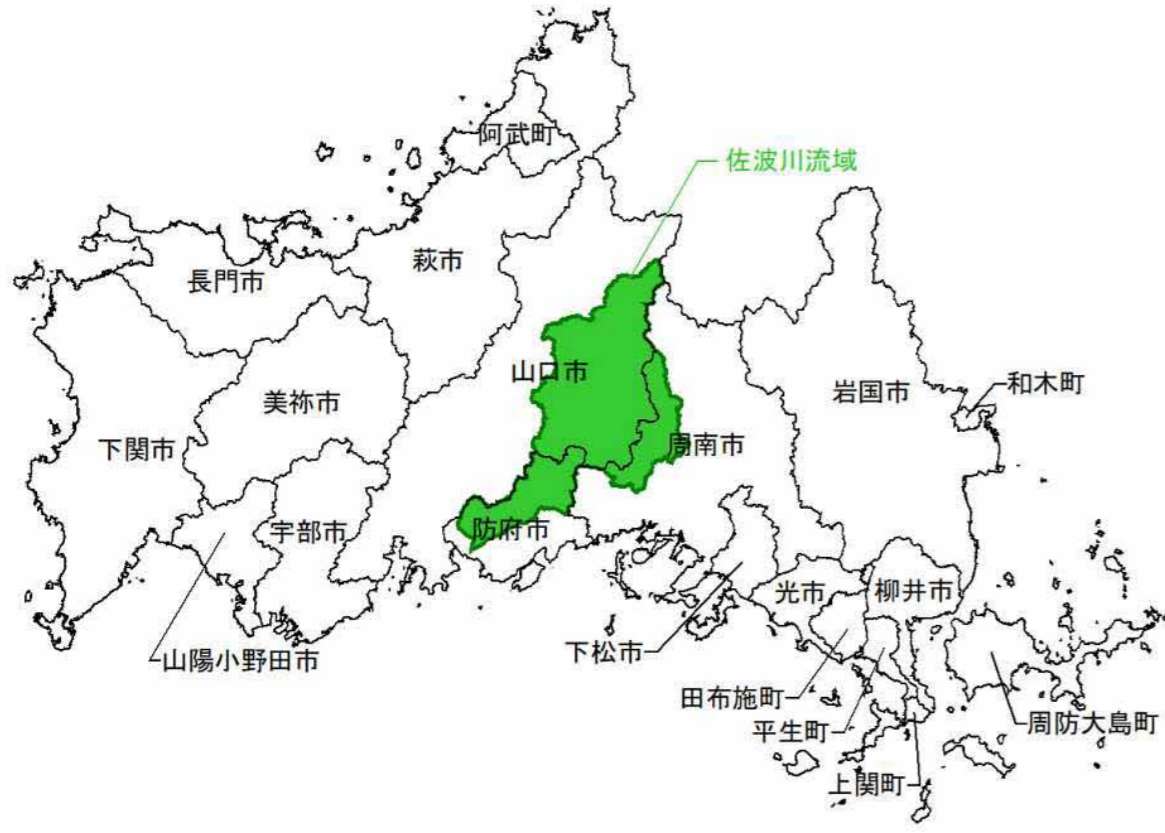 阿武町
佐波川流域
萩市
長門市
山口市
和木町
岩国市
美祢市
周南市
下関市
宇部市
防府市
光市
柳井市
下松市
山陽小野田市
田布施町
周防大島町
平生町
上関町